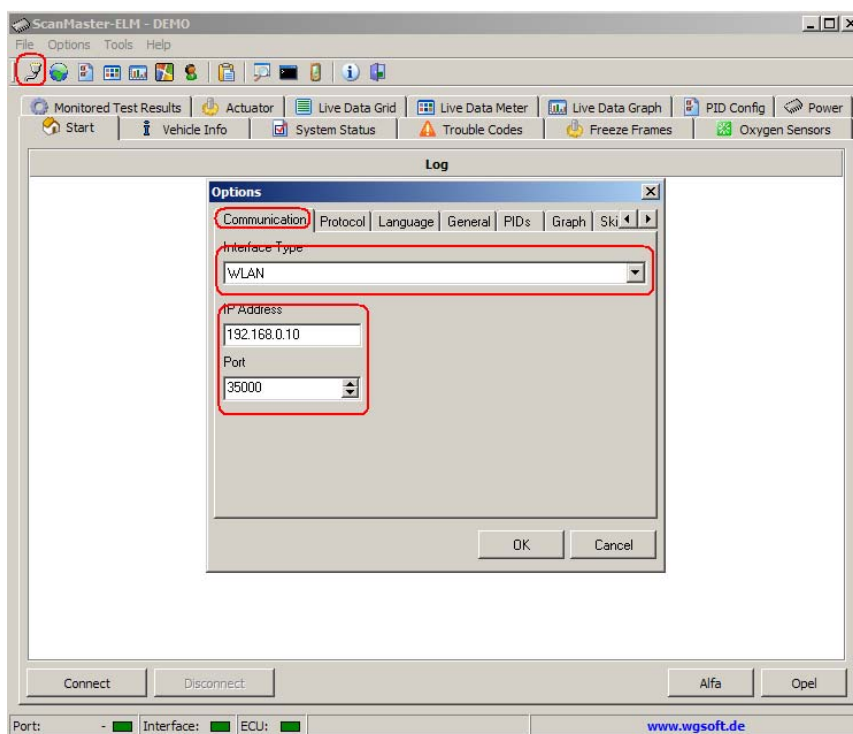 ScanMaster-ELM - DEMO
File Options Tools Help
Monitored Test Results Actuator Live Data Grid Live Data Meter Live Data Graph PID Config Power
Start Vehicle Info System Status Trouble Codes Freeze Frames Oxygen Sensors
Log
Options
Communication Protocol Language General PIDs Graph Ski
Interface Type
WLAN
IP Address
192.168.0.10
Port
35000
OK Cancel
Connect Disconnect Alfa Opel
Port: - Interface: ECU: www.wgsoft.de